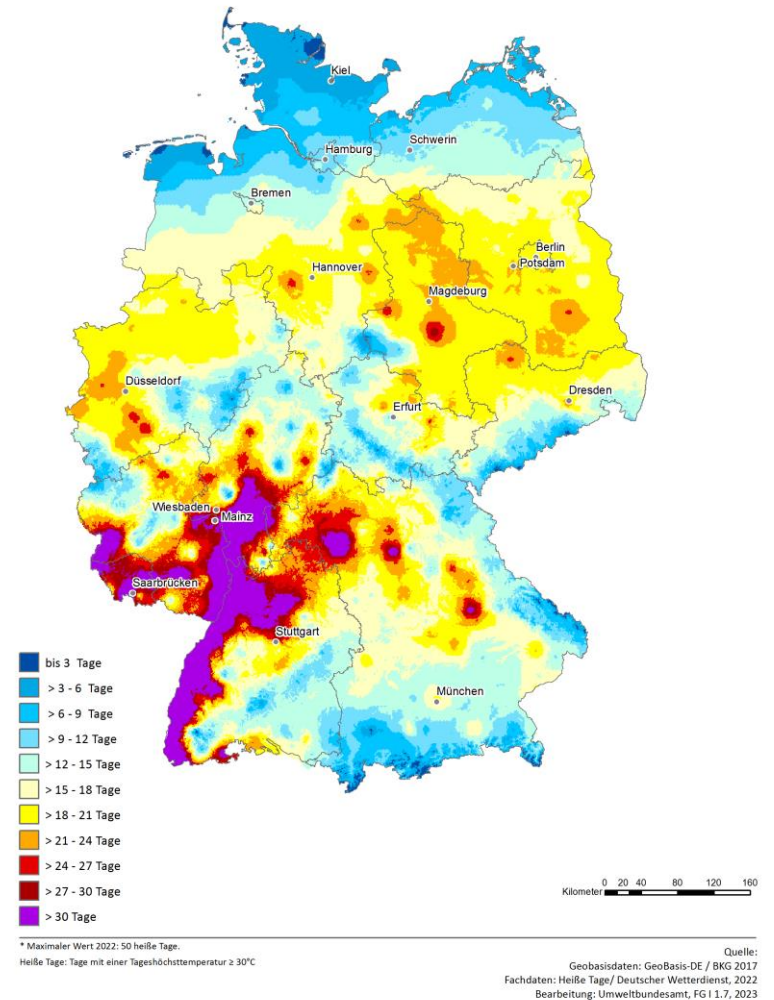 Kiel
Hamburg
Schwerin
Bremen
Berlin
Potsdam
Hannover
Magdeburg
Düsseldorf
Erfurt
Dresden
Wiesbaden
Mainz
Saarbrücken
Stuttgart
München
bis 3 Tage
> 3 - 6 Tage
> 6 - 9 Tage
> 9 - 12 Tage
> 12 - 15 Tage
> 15 - 18 Tage
> 18 - 21 Tage
> 21 - 24 Tage
> 24 - 27 Tage
> 27 - 30 Tage
> 30 Tage
0 20 40 80 120 160
Kilometer
* Maximaler Wert 2022: 50 heiße Tage.
Heiße Tage: Tage mit einer Tageshöchsttemperatur ≥ 30°C
Quelle:
Geobasisdaten: GeoBasis-DE / BKG 2017
Fachdaten: Heiße Tage/ Deutscher Wetterdienst, 2022
Bearbeitung: Umweltbundesamt, FG I 1.7, 2023